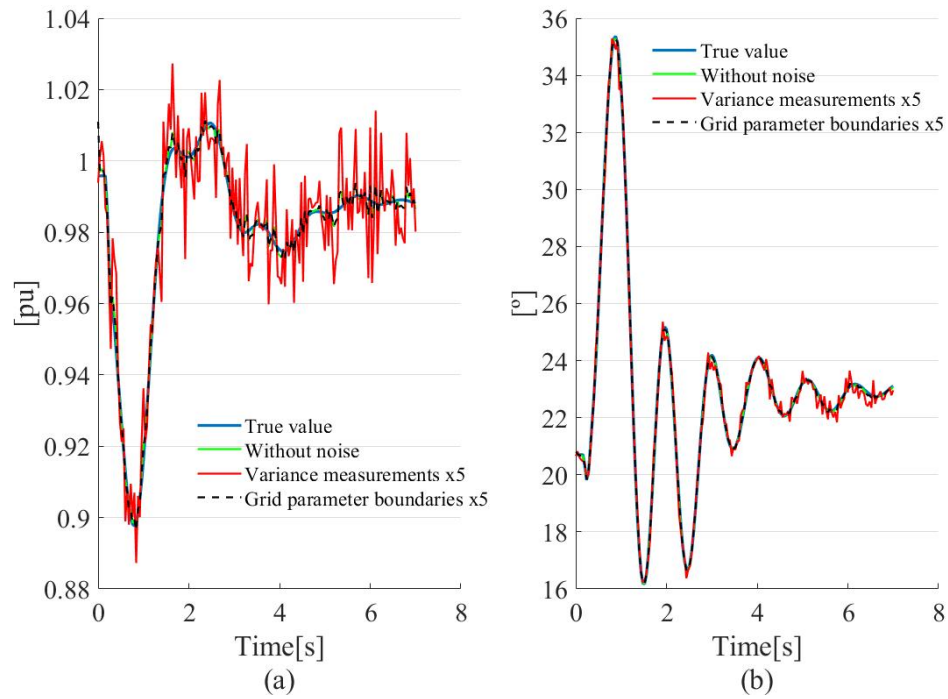 1.04
1.02
1
0.98
0.96
0.94
0.92
0.9
0.88
[pu]
True value
Without noise
Variance measurements x5
Grid parameter boundaries x5
0 2 4 6 8
Time[s]
(a)
36
34
32
30
28
26
24
22
20
18
16
[º]
True value
Without noise
Variance measurements x5
Grid parameter boundaries x5
0 2 4 6 8
Time[s]
(b)